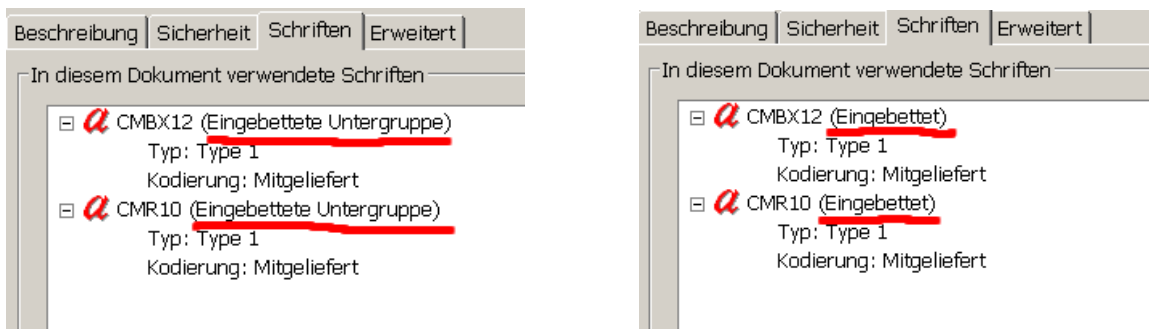 Beschreibung Sicherheit Schriften Erweitert
In diesem Dokument verwendete Schriften
CMBX12 (Eingebettete Untergruppe)
Typ: Type 1
Kodierung: Mitgeliefert
CMR10 (Eingebettete Untergruppe)
Typ: Type 1
Kodierung: Mitgeliefert
Beschreibung Sicherheit Schriften Erweitert
In diesem Dokument verwendete Schriften
CMBX12 (Eingebettet)
Typ: Type 1
Kodierung: Mitgeliefert
CMR10 (Eingebettet)
Typ: Type 1
Kodierung: Mitgeliefert